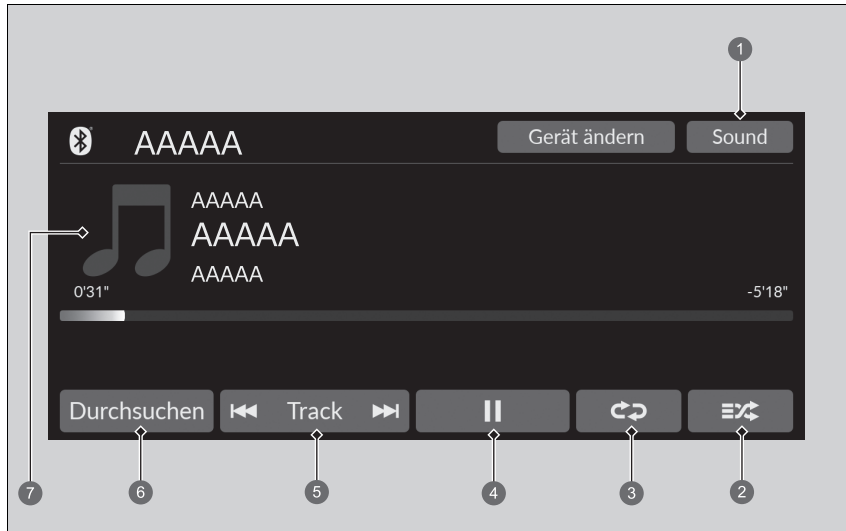 1
AAAAA Gerät ändern Sound
AAAAA
AAAAA
AAAAA
0'31" -5'18"
Durchsuchen Track
7 6 5 4 3 2